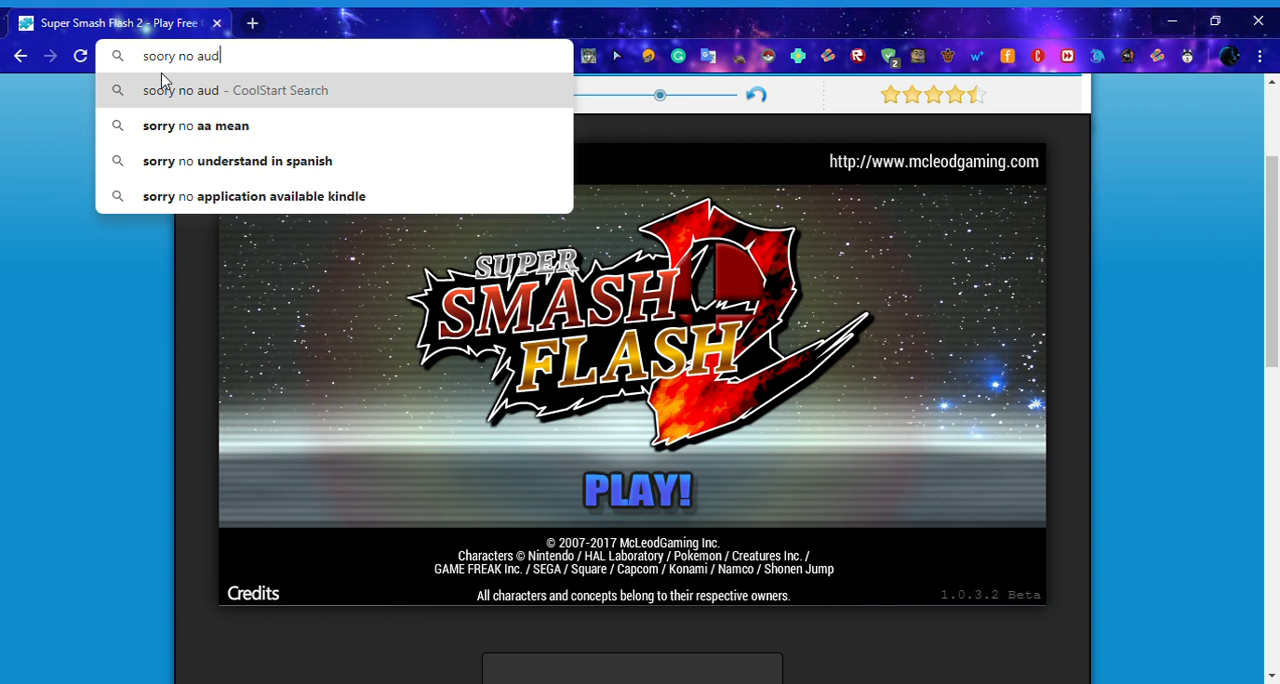 Super Smash Flash 2 - Play Free
soory no aud
soory no aud - CoolStart Search
sorry no aa mean
sorry no understand in spanish
sorry no application available kindle
2
http://www.mcleodgaming.com
SUPER
SMASH
FLASH
2
PLAY!
© 2007-2017 McLeodGaming Inc.
Characters © Nintendo / HAL Laboratory / Pokemon / Creatures Inc. /
GAME FREAK Inc. / SEGA / Square / Capcom / Konami / Namco / Shonen Jump
Credits
All characters and concepts belong to their respective owners.
1.0.3.2 Beta